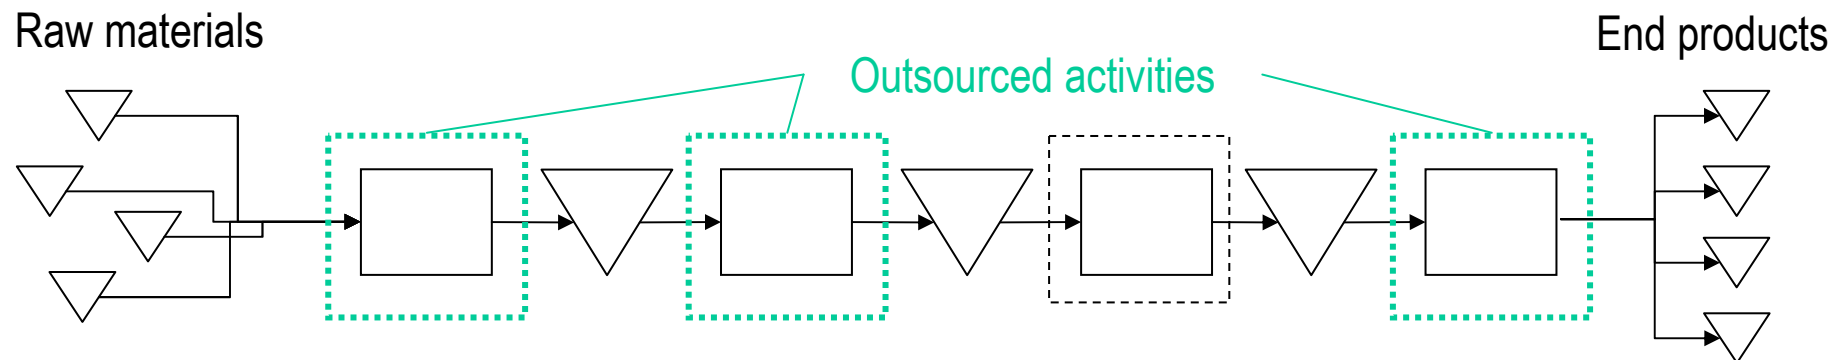 Raw materials
End products
Outsourced activities